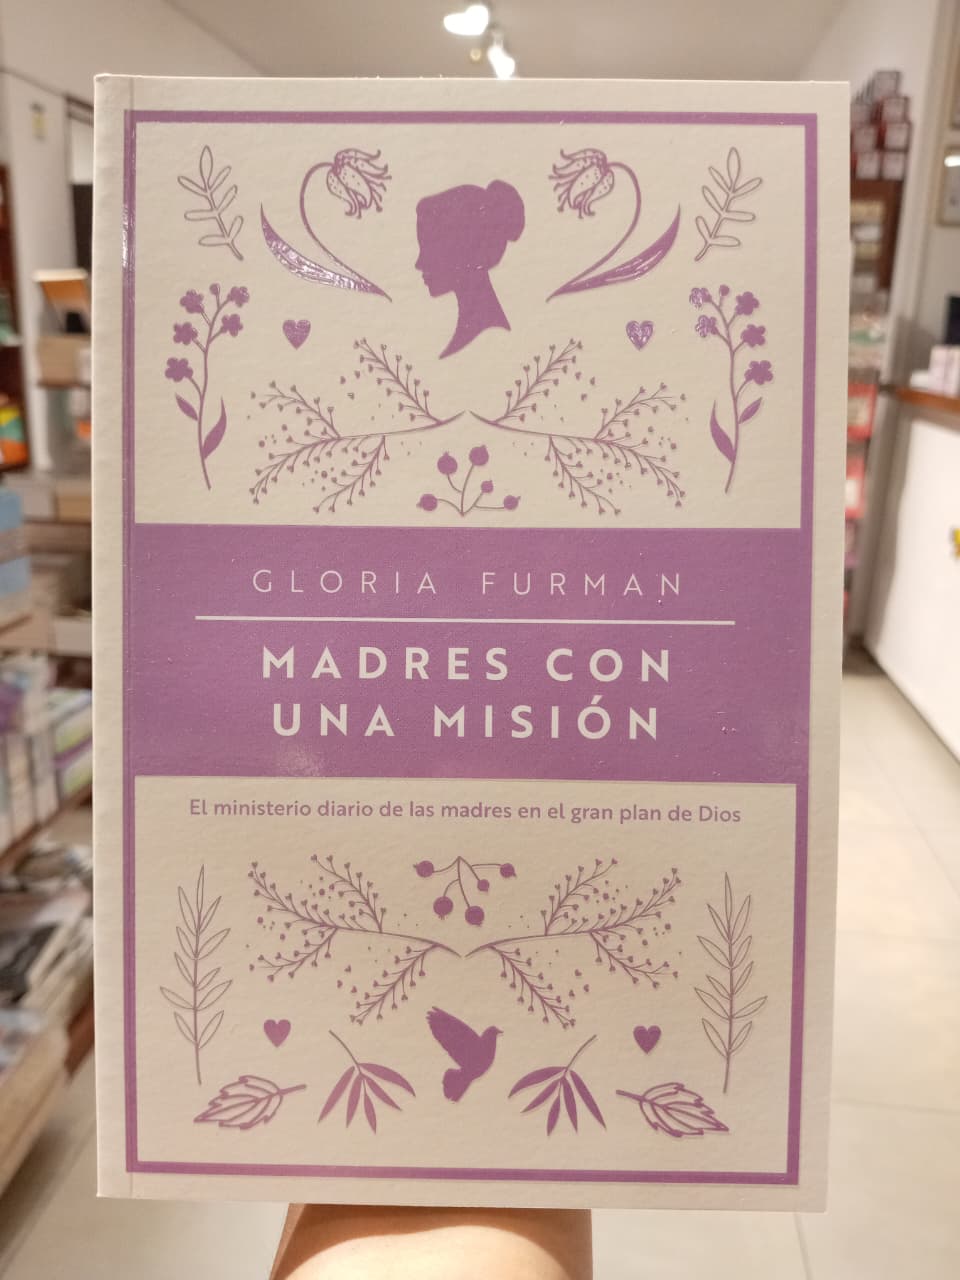 GLORIA FURMAN
MADRES CON
UNA MISIÓN
El ministerio diario de las madres en el gran plan de Dios